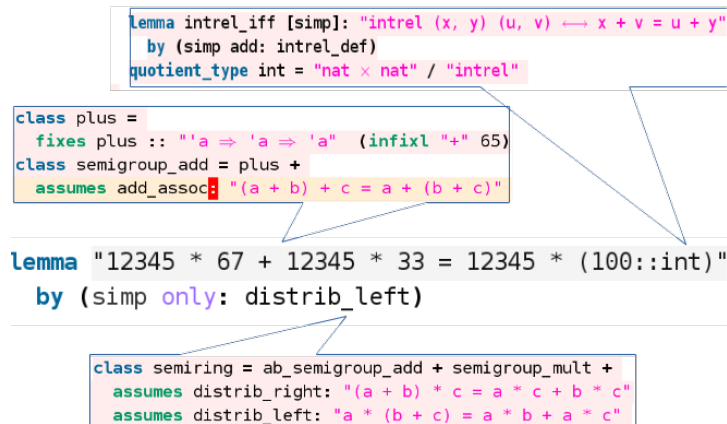 lemma intrel_iff [simp]: "intrel (x, y) (u, v) ⟷ x + v = u + y"
by (simp add: intrel_def)
quotient_type int = "nat × nat" / "intrel"
class plus =
fixes plus :: "'a ⇒ 'a ⇒ 'a" (infixl "+" 65)
class semigroup_add = plus +
assumes add_assoc: "(a + b) + c = a + (b + c)"
lemma "12345 * 67 + 12345 * 33 = 12345 * (100::int)"
by (simp only: distrib_left)
class semiring = ab_semigroup_add + semigroup_mult +
assumes distrib_right: "(a + b) * c = a * c + b * c"
assumes distrib_left: "a * (b + c) = a * b + a * c"